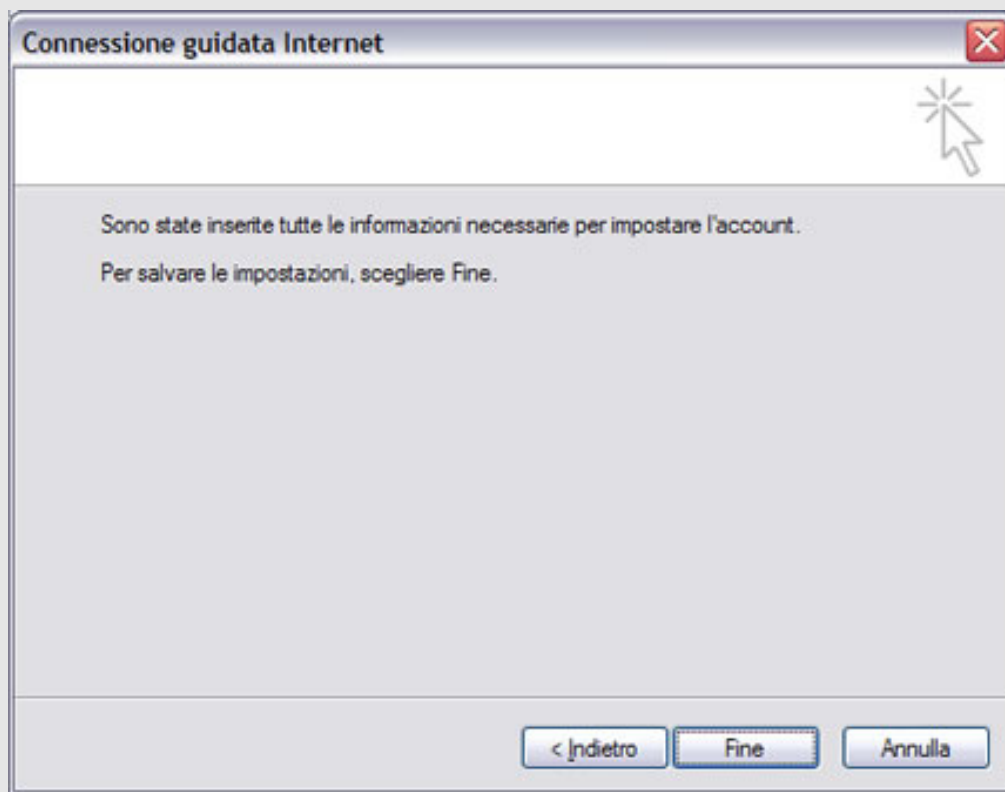 Connessione guidata Internet
Sono state inserite tutte le informazioni necessarie per impostare l'account.
Per salvare le impostazioni, scegliere Fine.
< Indietro
Fine
Annulla